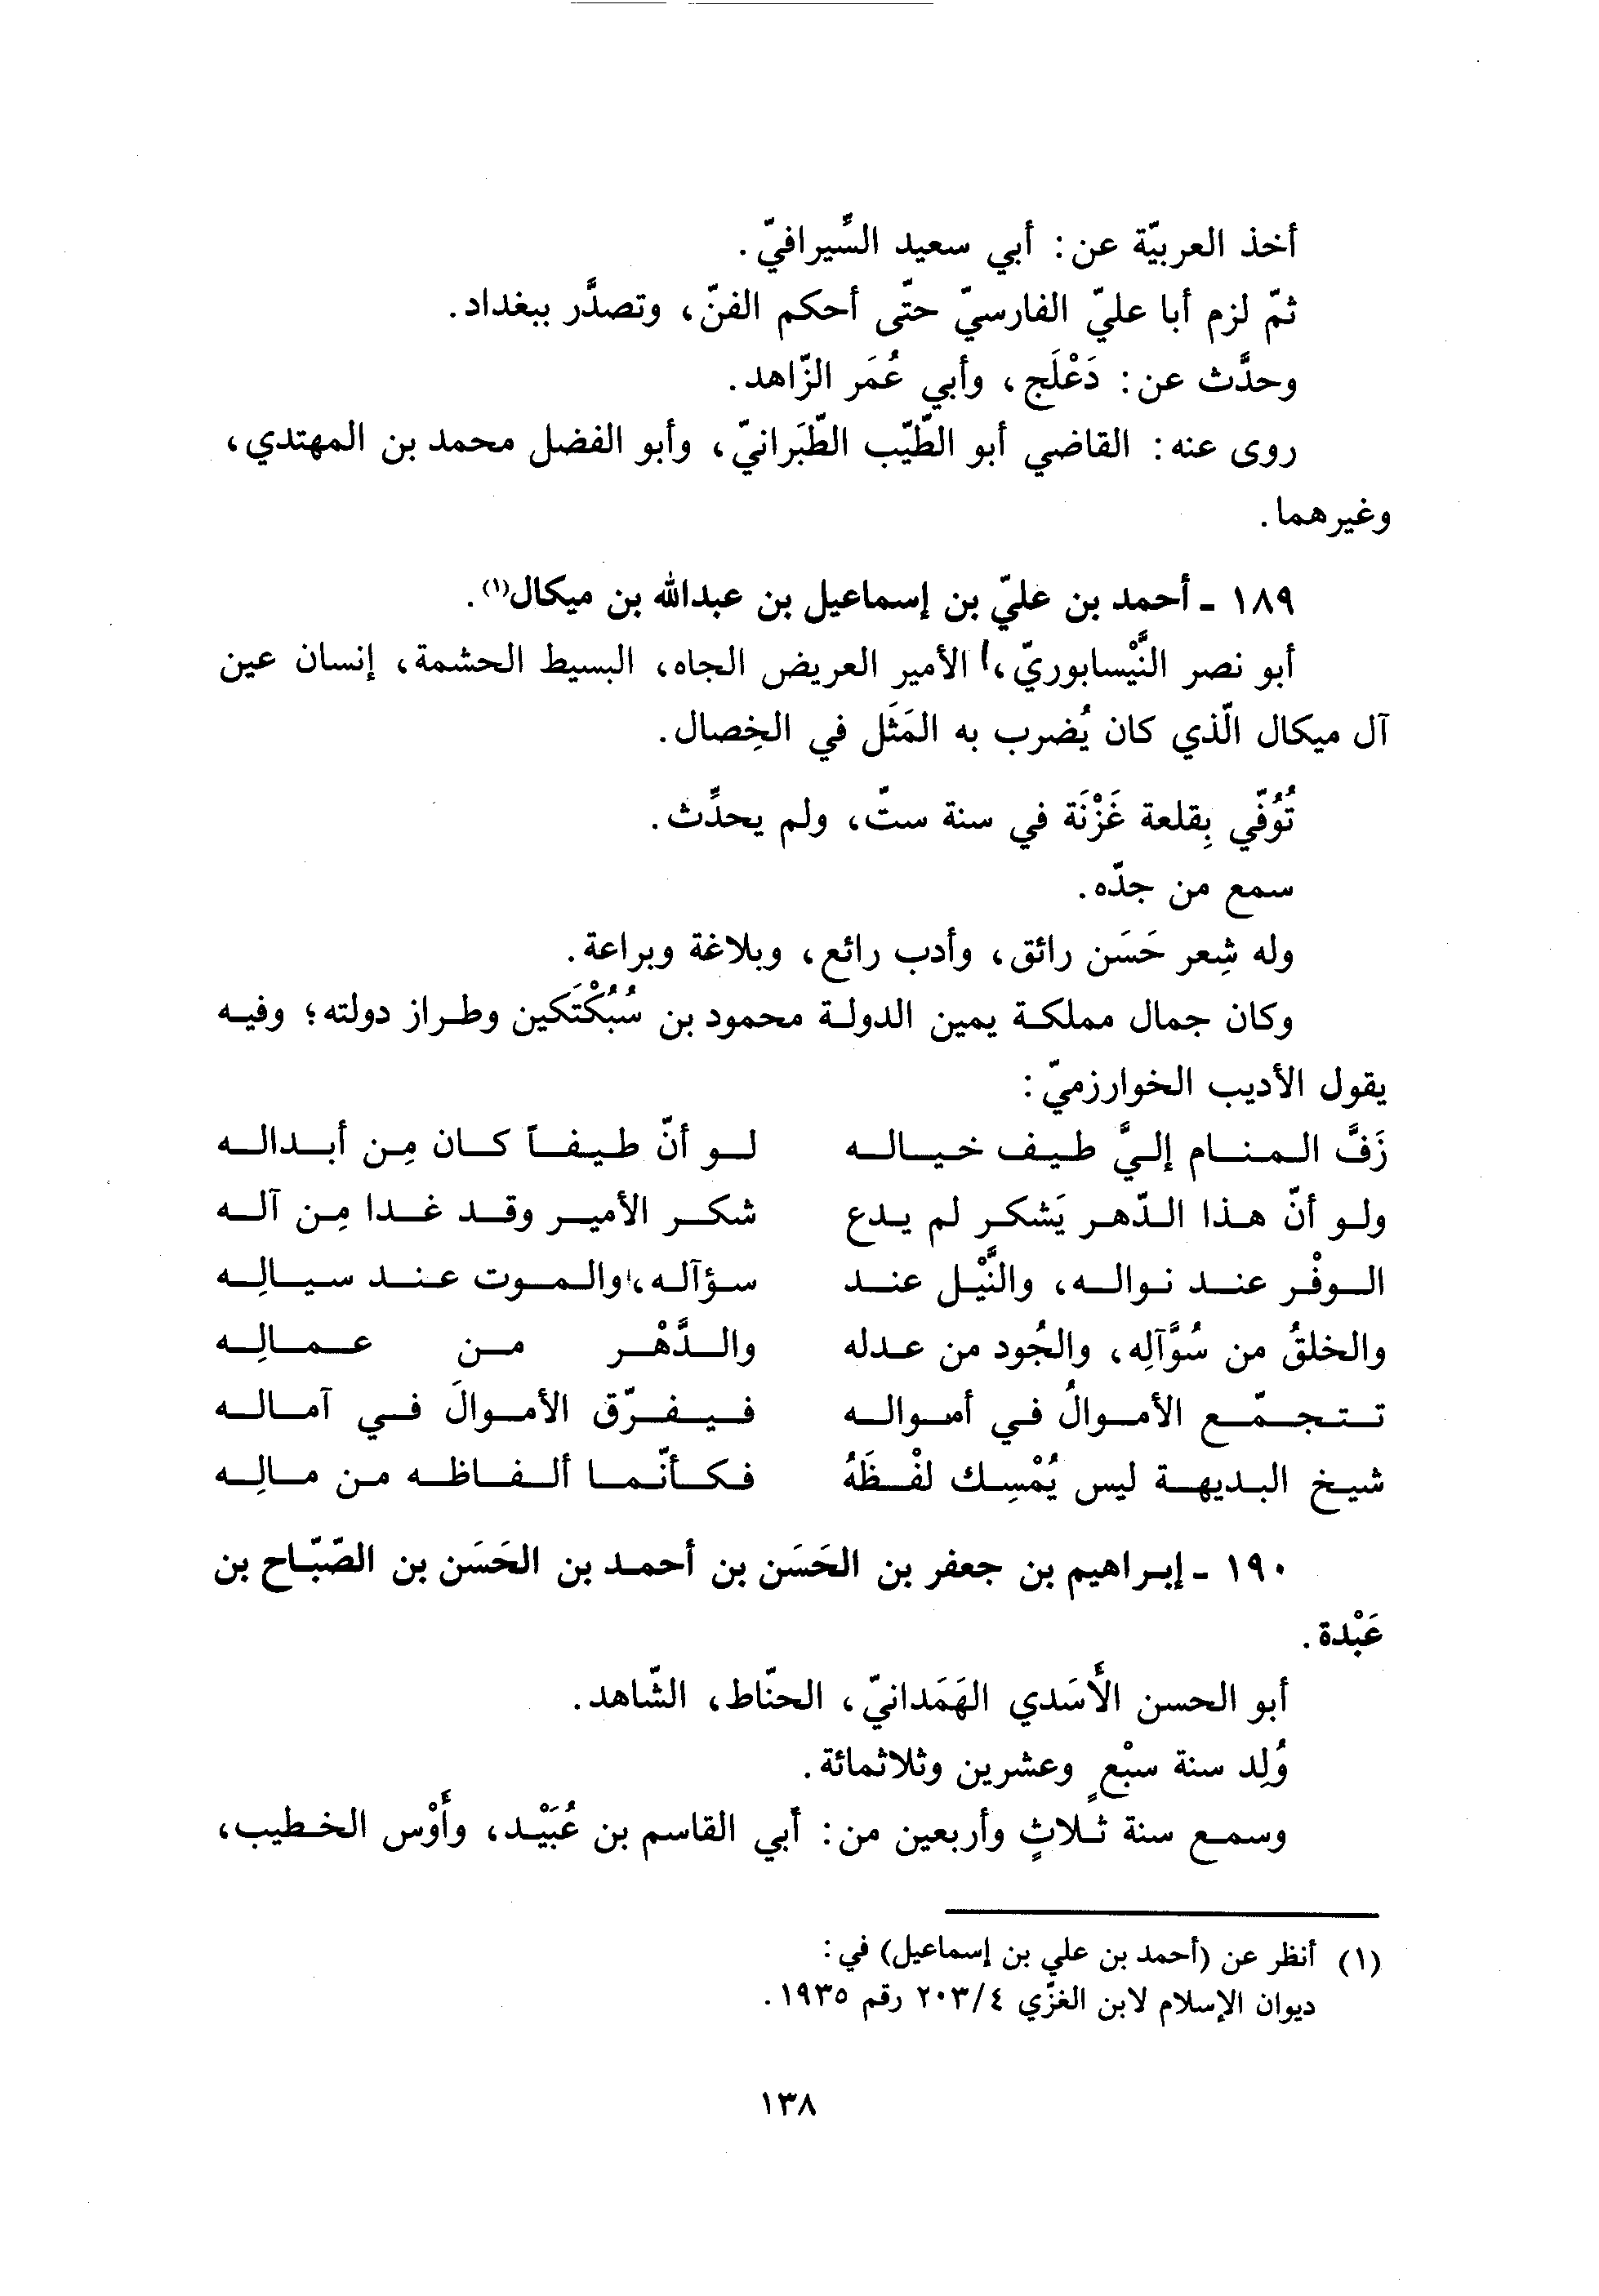 أخذ العربيّة عن: أبي سعيد السِّيرافيّ.
ثمّ لزم أبا عليّ الفارسيّ حتّى أحكم الفنّ، وتصدَّر ببغداد.
وحدَّث عن: دَعْلَج، وأبي عُمَر الزّاهد.
روى عنه: القاضي أبو الطّيّب الطّبَرانيّ، وأبو الفضل محمد بن المهتدي،
وغيرهما.
١٨٩ ـ أحمد بن عليّ بن إسماعيل بن عبدالله بن ميكال(١).
أبو نصر النَّيْسابوريّ، الأمير العريض الجاه، البسيط الحشمة، إنسان عين
آل ميكال الّذي كان يُضرب به المَثَل في الخِصال.
تُوُفّي بِقلعة غَزْنَة في سنة ستّ، ولم يحدِّث.
سمع من جدّه.
وله شِعر حَسَن رائق، وأدب رائع، وبلاغة وبراعة.
وكان جمال مملكة يمين الدولة محمود بن سُبُكْتَكين وطراز دولته؛ وفيه
يقول الأديب الخوارزميّ:
زَفَّ المنام إليَّ طيف خياله لو أنّ طيفاً كان مِن أبداله
ولو أنّ هذا الدّهر يَشكر لم يدع شكر الأمير وقد غدا مِن آله
الوفْر عند نواله، والنَّيْل عند سؤآله، والموت عند سيالِه
والخلقُ من سُوَّآلِه، والجُود من عدله والدَّهْر من عمالِه
تتجمّع الأموالُ في أمواله فيفرّق الأموالَ في آماله
شيخ البديهة ليس يُمْسِك لفْظَهُ فكأنّما ألفاظه من مالِه
١٩٠ ـ إبراهيم بن جعفر بن الحَسَن بن أحمد بن الحَسَن بن الصّبّاح بن
عَبْدة.
أبو الحسن الأَسَدي الهَمَدانيّ، الحنّاط، الشّاهد.
وُلِد سنة سبْعٍ وعشرين وثلاثمائة.
وسمع سنة ثلاثٍ وأربعين من: أبي القاسم بن عُبَيْد، وأَوْس الخطيب،
(١) أنظر عن (أحمد بن علي بن إسماعيل) في:
ديوان الإسلام لابن الغزّي ٢٠٣/٤ رقم ١٩٣٥.
١٣٨